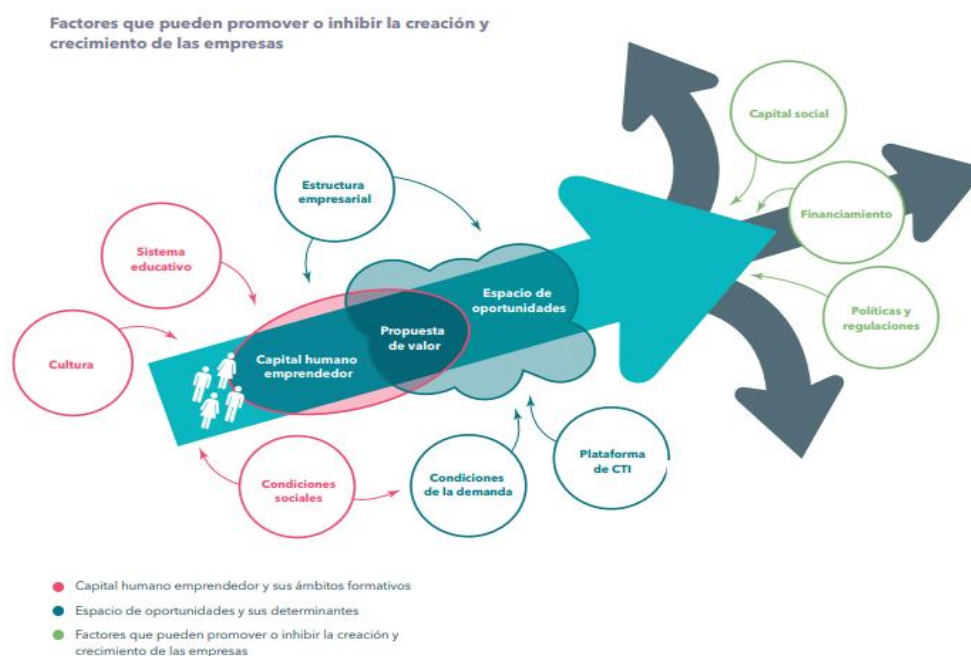 Factores que pueden promover o inhibir la creación y
crecimiento de las empresas
Capital social
Estructura
empresarial
Financiamiento
Sistema
educativo
Espacio de
oportunidades
Políticas y
regulaciones
Propuesta
de valor
Cultura
Capital humano
emprendedor
Plataforma
de CTI
Condiciones
de la demanda
Condiciones
sociales
Capital humano emprendedor y sus ámbitos formativos
Espacio de oportunidades y sus determinantes
Factores que pueden promover o inhibir la creación y
crecimiento de las empresas